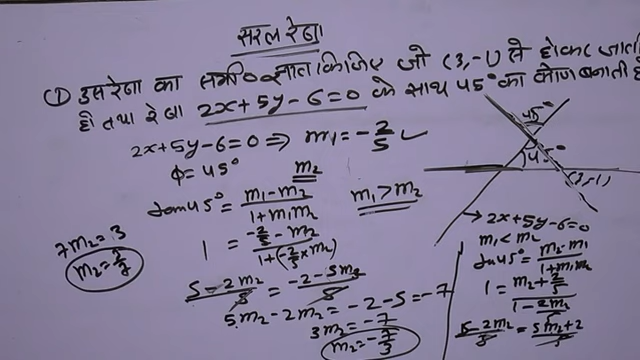 सरल रेखा
① उस रेखा का समी० ज्ञात कीजिए जो (3,-1) से होकर जाती
हो तथा रेखा 2x+5y-6=0 के साथ 45° का कोण बनाती है
2x+5y-6=0 ⇒ m₁=-2/5 ✓
φ=45°
m₂
tan45°= (m₁-m₂)/(1+m₁m₂)
m₁>m₂
1 = (-2/5 - m₂)/(1+(-2/5×m₂))
(5-2m₂)/5 = (-2-5m₂)/5
5m₂-2m₂=-2-5=-7
3m₂=-7
m₂=-7/3
7m₂=3
m₂=3/7
45°
45°
(3,-1)
→ 2x+5y-6=0
m₁<m₂
tan45°= (m₂-m₁)/(1+m₁m₂)
1 = (m₂+2/5)/(1-2m₂/5)
(5-2m₂)/5 = (5m₂+2)/5